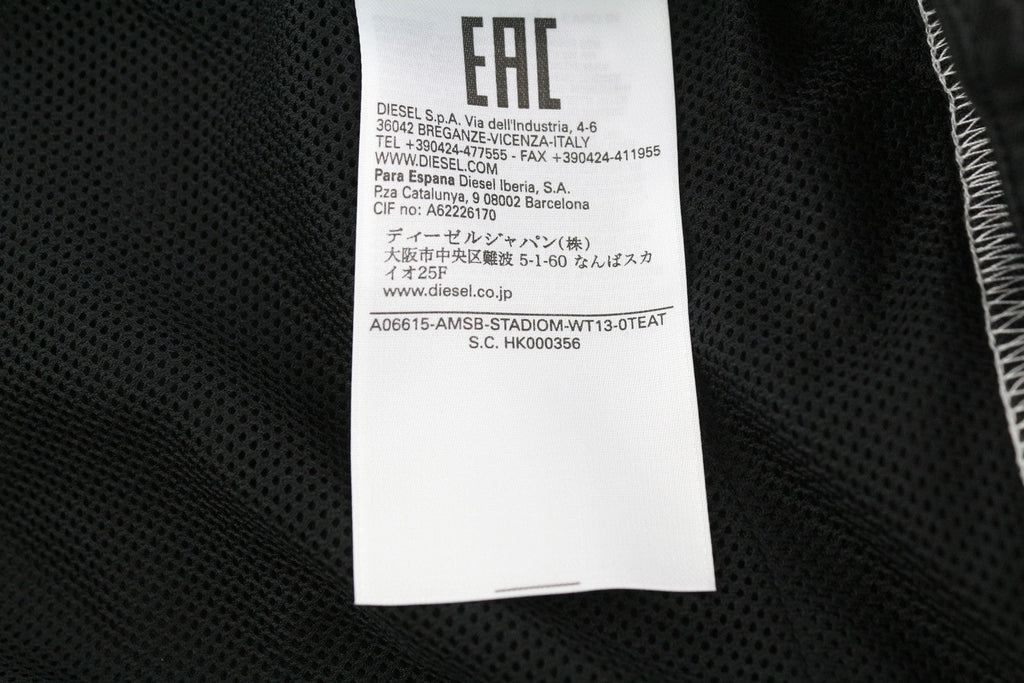 EAC
DIESEL S.p.A. Via dell'Industria, 4-6
36042 BREGANZE-VICENZA-ITALY
TEL +390424-477555 - FAX +390424-411955
WWW.DIESEL.COM
Para Espana Diesel Iberia, S.A.
P.za Catalunya, 9 08002 Barcelona
CIF no: A62226170
ディーゼルジャパン(株)
大阪市中央区難波 5-1-60 なんばスカ
イオ25F
www.diesel.co.jp
A06615-AMSB-STADIOM-WT13-0TEAT
S.C. HK000356